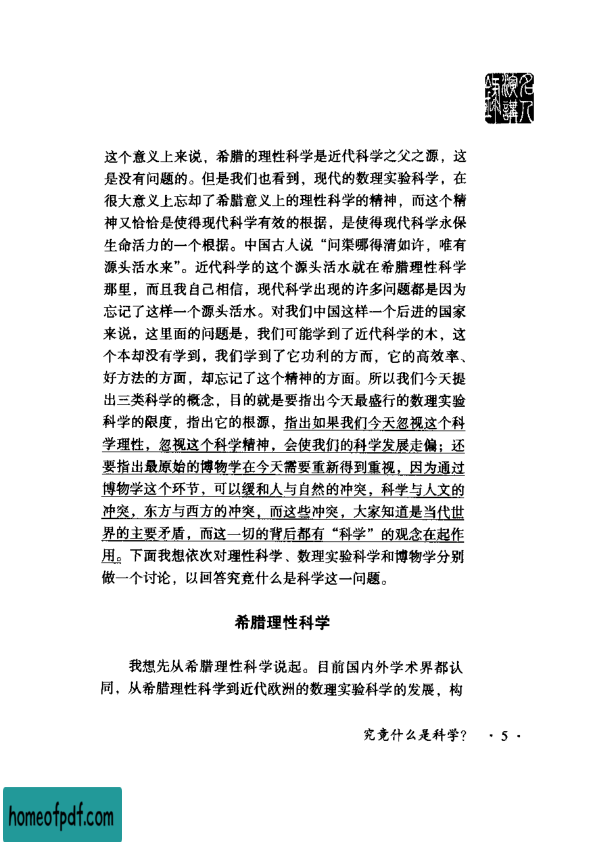 名人
演講
这个意义上来说，希腊的理性科学是近代科学之父之源，这
是没有问题的。但是我们也看到，现代的数理实验科学，在
很大意义上忘却了希腊意义上的理性科学的精神，而这个精
神又恰恰是使得现代科学有效的根据，是使得现代科学永保
生命活力的一个根据。中国古人说“问渠哪得清如许，唯有
源头活水来”。近代科学的这个源头活水就在希腊理性科学
那里，而且我自己相信，现代科学出现的许多问题都是因为
忘记了这样一个源头活水。对我们中国这样一个后进的国家
来说，这里面的问题是，我们可能学到了近代科学的木，这
个本却没有学到，我们学到了它功利的方面，它的高效率、
好方法的方面，却忘记了这个精神的方面。所以我们今天提
出三类科学的概念，目的就是要指出今天最盛行的数理实验
科学的限度，指出它的根源，指出如果我们今天忽视这个科
学理性，忽视这个科学精神，会使我们的科学发展走偏；还
要指出最原始的博物学在今天需要重新得到重视，因为通过
博物学这个环节，可以缓和人与自然的冲突，科学与人文的
冲突，东方与西方的冲突，而这些冲突，大家知道是当代世
界的主要矛盾，而这一切的背后都有“科学”的观念在起作
用。下面我想依次对理性科学、数理实验科学和博物学分别
做一个讨论，以回答究竟什么是科学这一问题。
希腊理性科学
我想先从希腊理性科学说起。目前国内外学术界都认
同，从希腊理性科学到近代欧洲的数理实验科学的发展，构
究竟什么是科学？ ·5·
homeofpdf.com